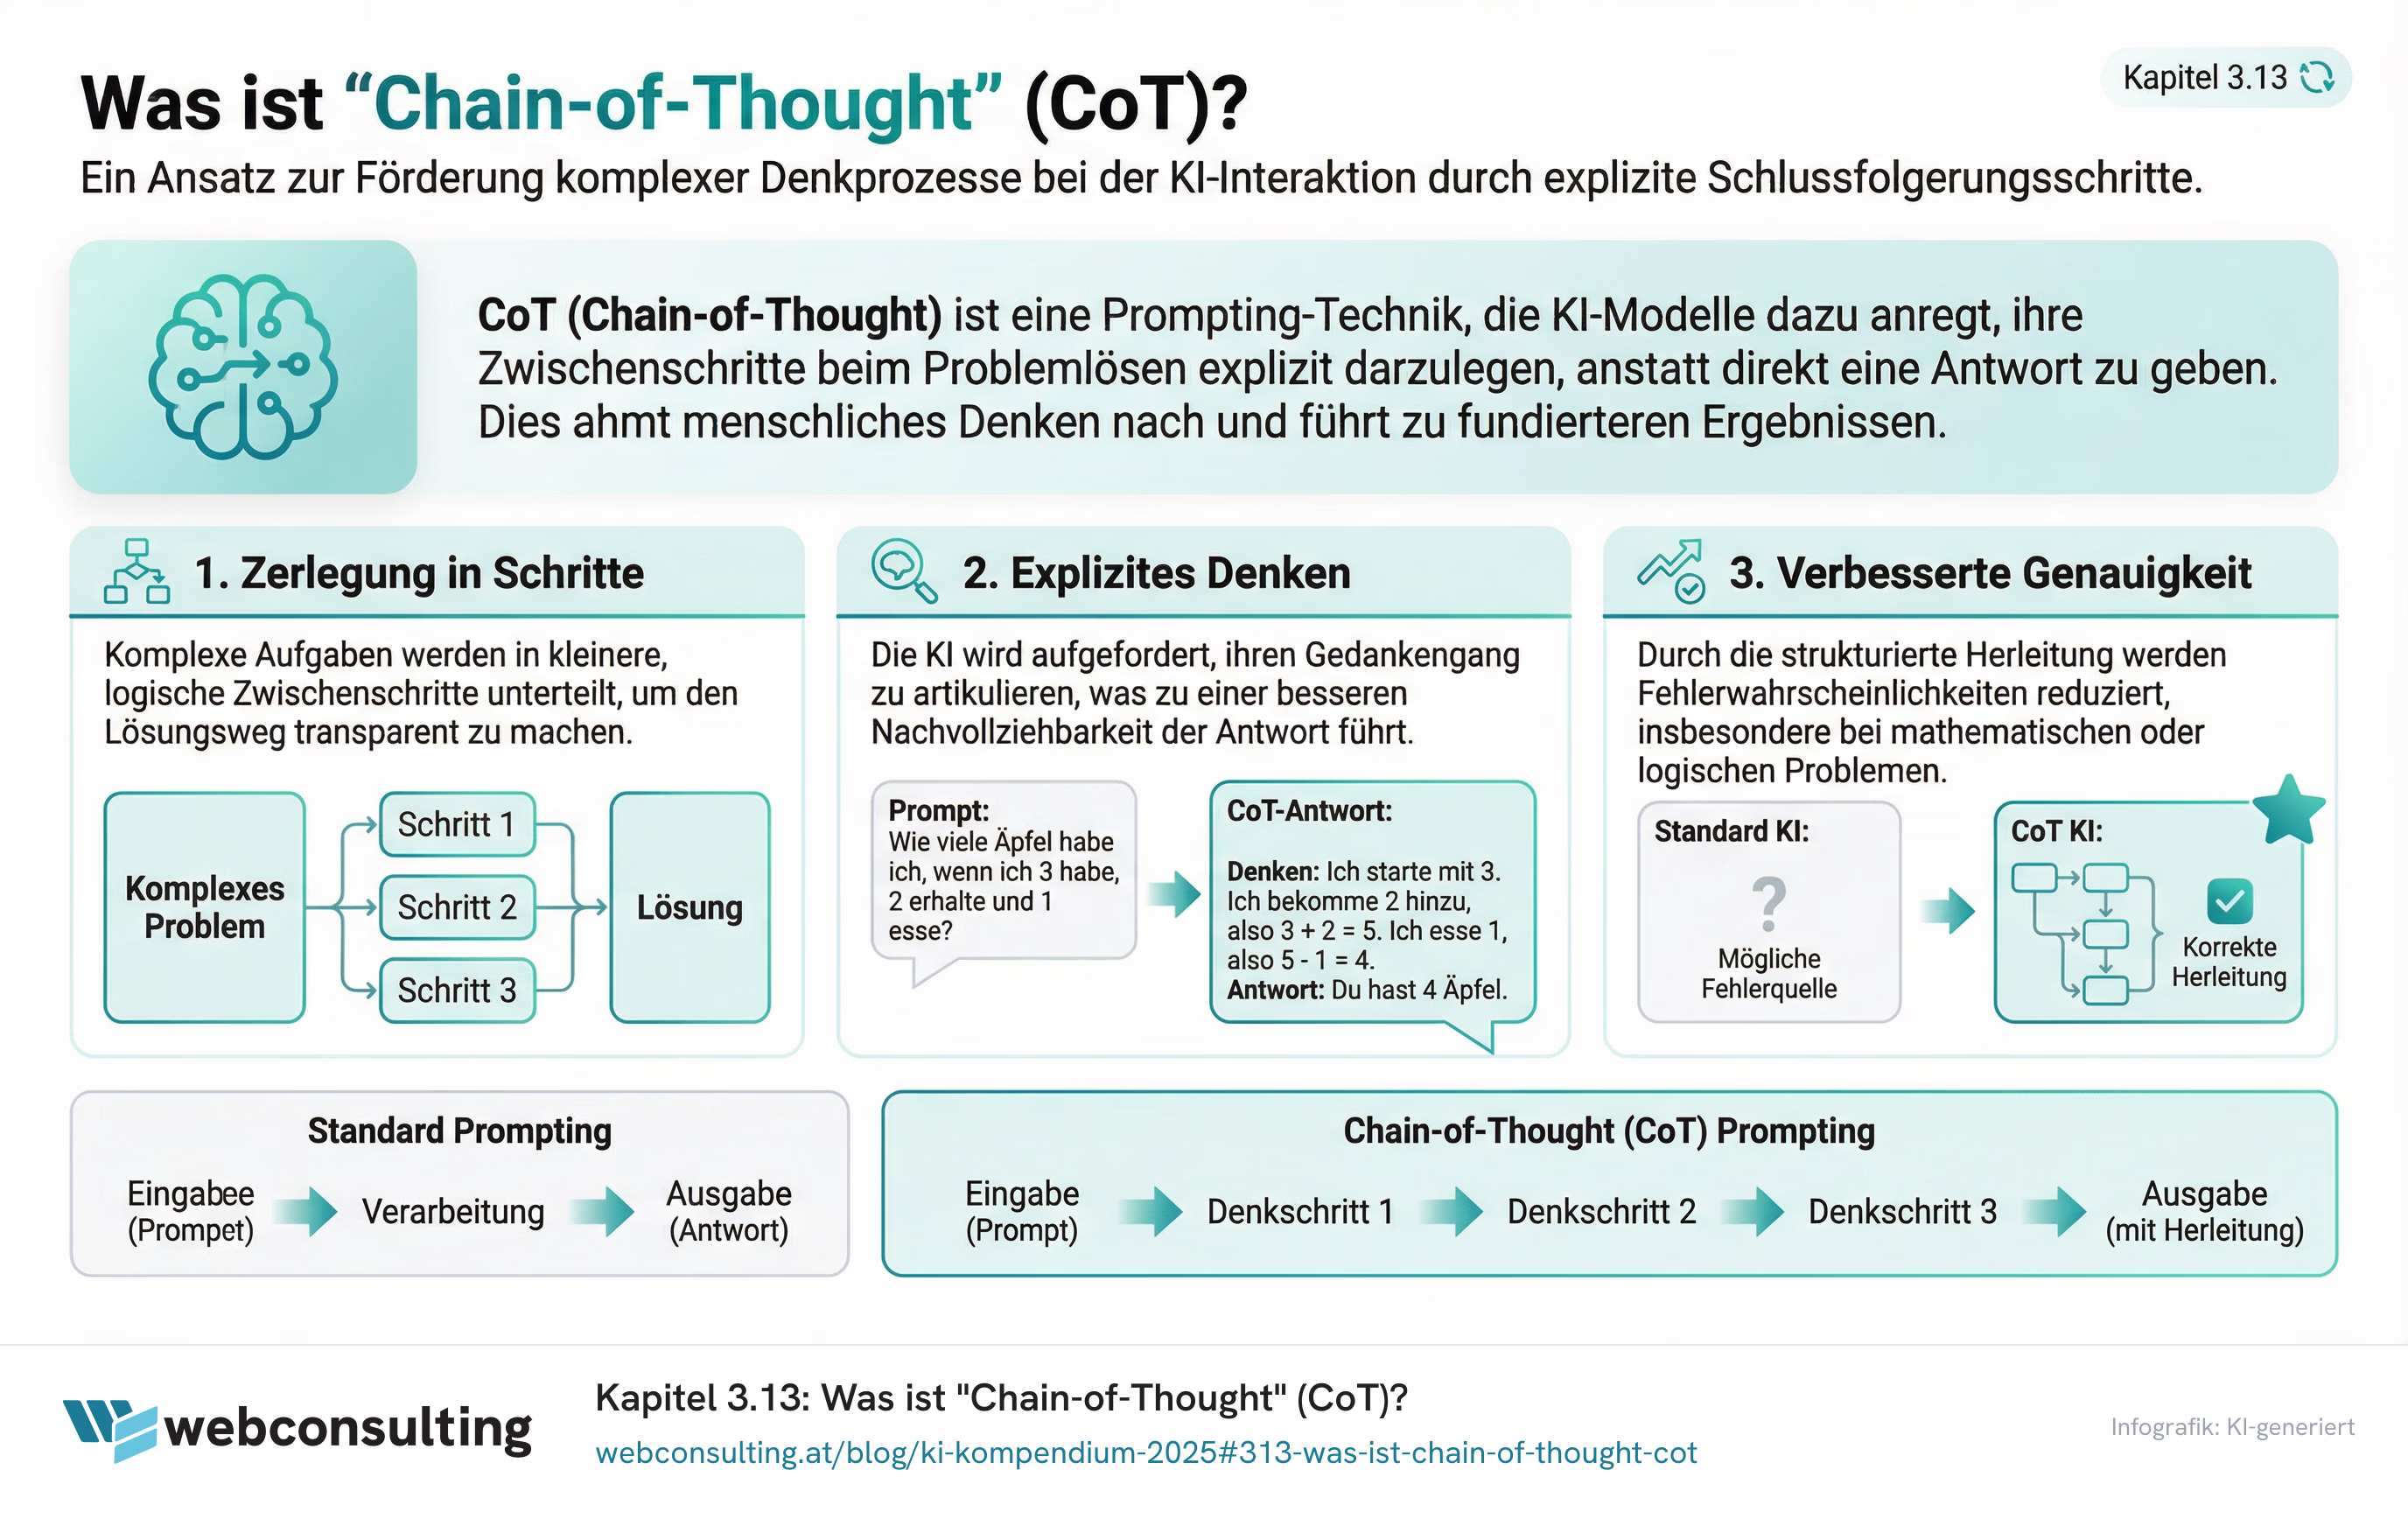 Was ist “Chain-of-Thought” (CoT)?
Kapitel 3.13
Ein Ansatz zur Förderung komplexer Denkprozesse bei der KI-Interaktion durch explizite Schlussfolgerungsschritte.
CoT (Chain-of-Thought) ist eine Prompting-Technik, die KI-Modelle dazu anregt, ihre
Zwischenschritte beim Problemlösen explizit darzulegen, anstatt direkt eine Antwort zu geben.
Dies ahmt menschliches Denken nach und führt zu fundierteren Ergebnissen.
1. Zerlegung in Schritte
Komplexe Aufgaben werden in kleinere,
logische Zwischenschritte unterteilt, um den
Lösungsweg transparent zu machen.
Komplexes
Problem
Schritt 1
Schritt 2
Schritt 3
Lösung
2. Explizites Denken
Die KI wird aufgefordert, ihren Gedankengang
zu artikulieren, was zu einer besseren
Nachvollziehbarkeit der Antwort führt.
Prompt:
Wie viele Äpfel habe
ich, wenn ich 3 habe,
2 erhalte und 1
esse?
CoT-Antwort:
Denken: Ich starte mit 3.
Ich bekomme 2 hinzu,
also 3 + 2 = 5. Ich esse 1,
also 5 - 1 = 4.
Antwort: Du hast 4 Äpfel.
3. Verbesserte Genauigkeit
Durch die strukturierte Herleitung werden
Fehlerwahrscheinlichkeiten reduziert,
insbesondere bei mathematischen oder
logischen Problemen.
Standard KI:
?
Mögliche
Fehlerquelle
CoT KI:
Korrekte
Herleitung
Standard Prompting
Eingabee
(Prompet)
Verarbeitung
Ausgabe
(Antwort)
Chain-of-Thought (CoT) Prompting
Eingabe
(Prompt)
Denkschritt 1
Denkschritt 2
Denkschritt 3
Ausgabe
(mit Herleitung)
webconsulting
Kapitel 3.13: Was ist "Chain-of-Thought" (CoT)?
webconsulting.at/blog/ki-kompendium-2025#313-was-ist-chain-of-thought-cot
Infografik: KI-generiert